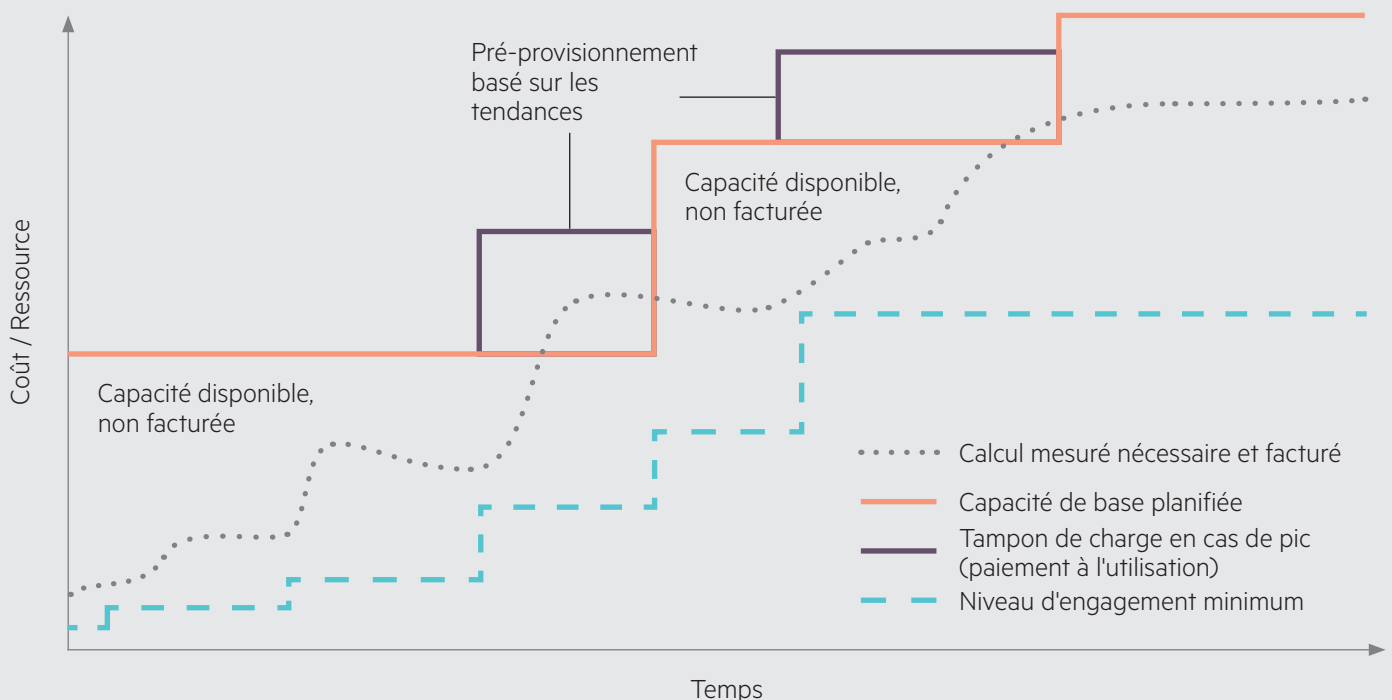 Pré-provisionnement
basé sur les
tendances
Capacité disponible,
non facturée
Capacité disponible,
non facturée
Coût / Ressource
Calcul mesuré nécessaire et facturé
Capacité de base planifiée
Tampon de charge en cas de pic
(paiement à l'utilisation)
Niveau d'engagement minimum
Temps